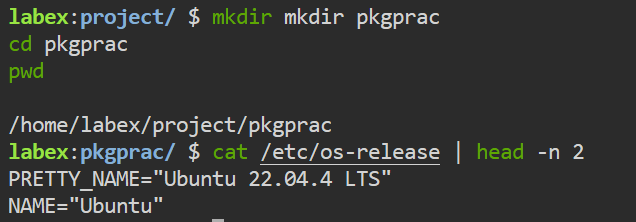 labex:project/ $ mkdir mkdir pkgprac
cd pkgprac
pwd
/home/labex/project/pkgprac
labex:pkgprac/ $ cat /etc/os-release | head -n 2
PRETTY_NAME="Ubuntu 22.04.4 LTS"
NAME="Ubuntu"